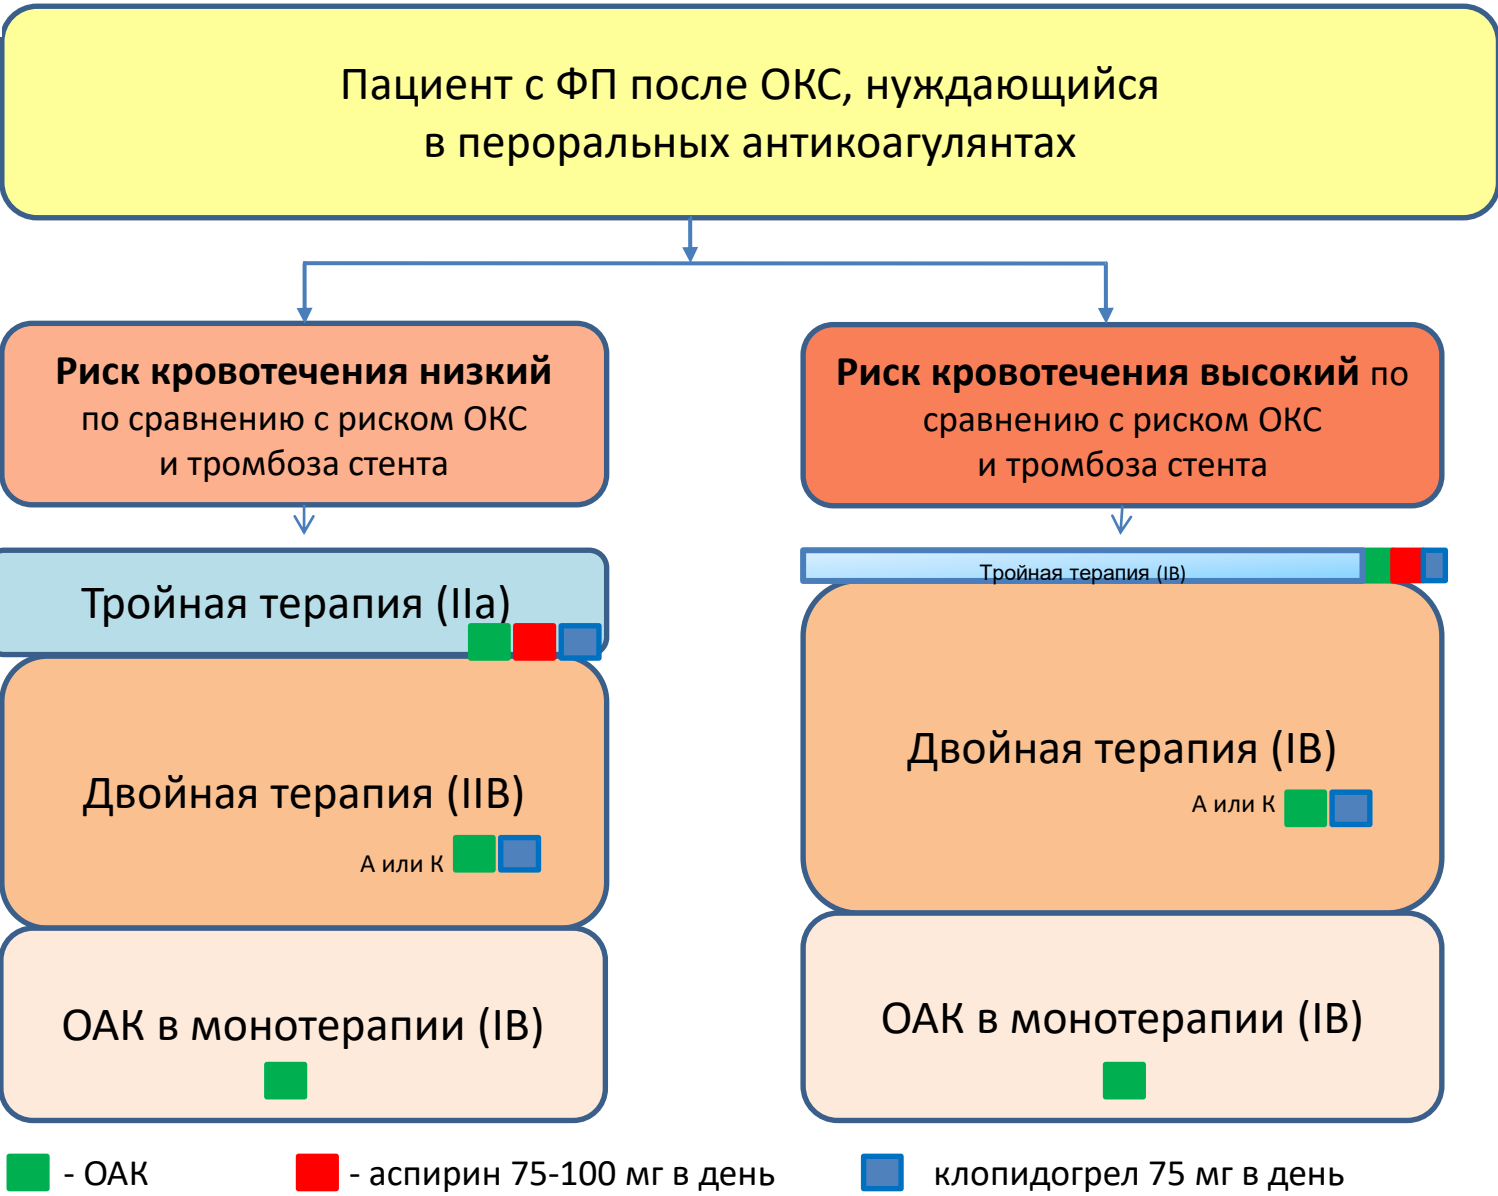 Пациент с ФП после ОКС, нуждающийся
в пероральных антикоагулянтах
Риск кровотечения низкий
по сравнению с риском ОКС
и тромбоза стента
Тройная терапия (IIa)
Двойная терапия (IIB)
А или К
ОАК в монотерапии (IB)
Риск кровотечения высокий по
сравнению с риском ОКС
и тромбоза стента
Тройная терапия (IB)
Двойная терапия (IB)
А или К
ОАК в монотерапии (IB)
- ОАК
- аспирин 75-100 мг в день
клопидогрел 75 мг в день